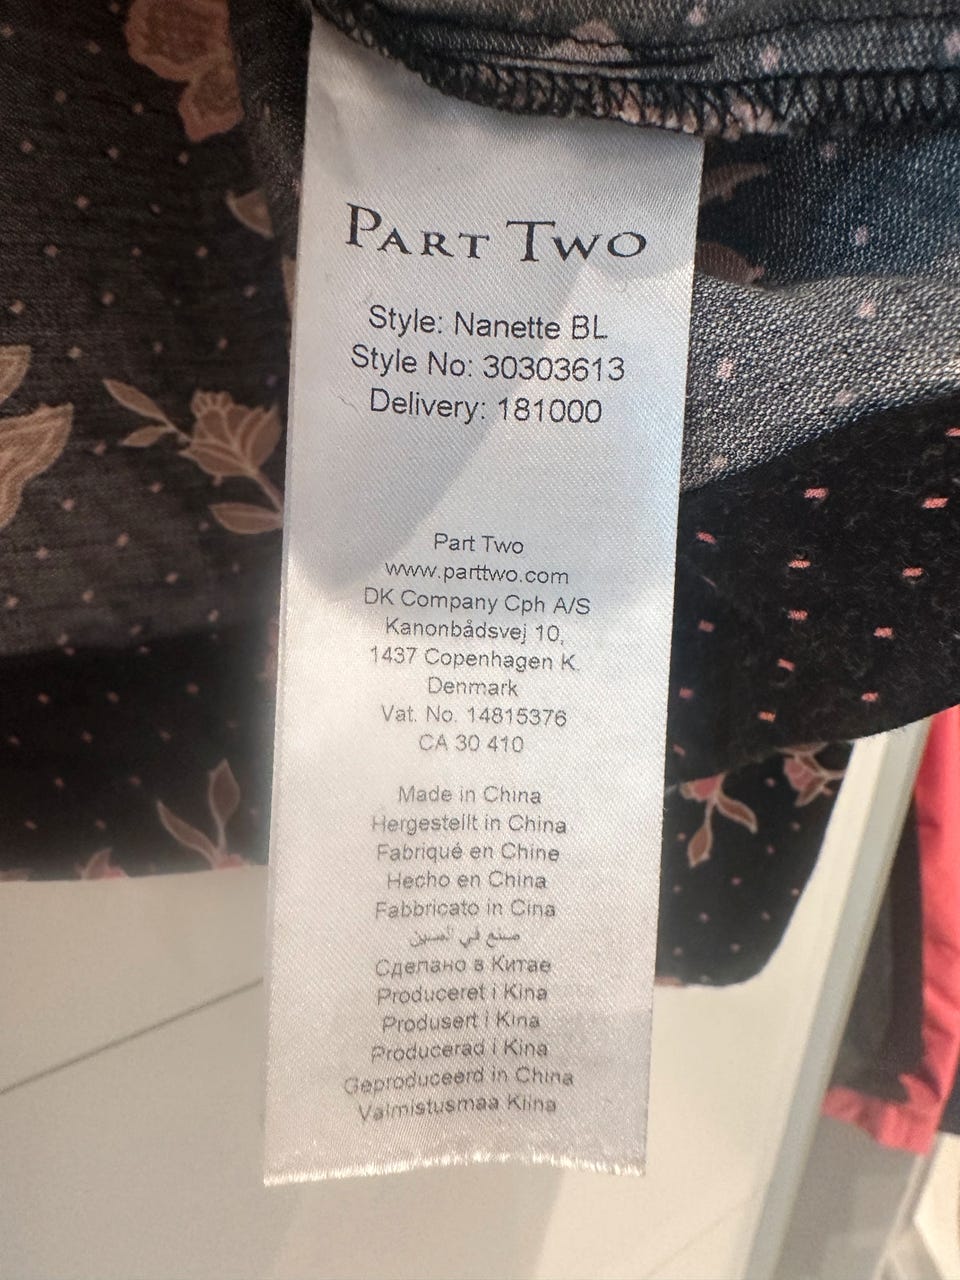 PART TWO
Style: Nanette BL
Style No: 30303613
Delivery: 181000
Part Two
www.parttwo.com
DK Company Cph A/S
Kanonbådsvej 10,
1437 Copenhagen K.
Denmark
Vat. No. 14815376
CA 30 410
Made in China
Hergestellt in China
Fabriqué en Chine
Hecho en China
Fabbricato in Cina
صنع في الصين
Сделано в Китае
Produceret i Kina
Produsert i Kina
Producerad i Kina
Geproduceerd in China
Valmistusmaa Kiina